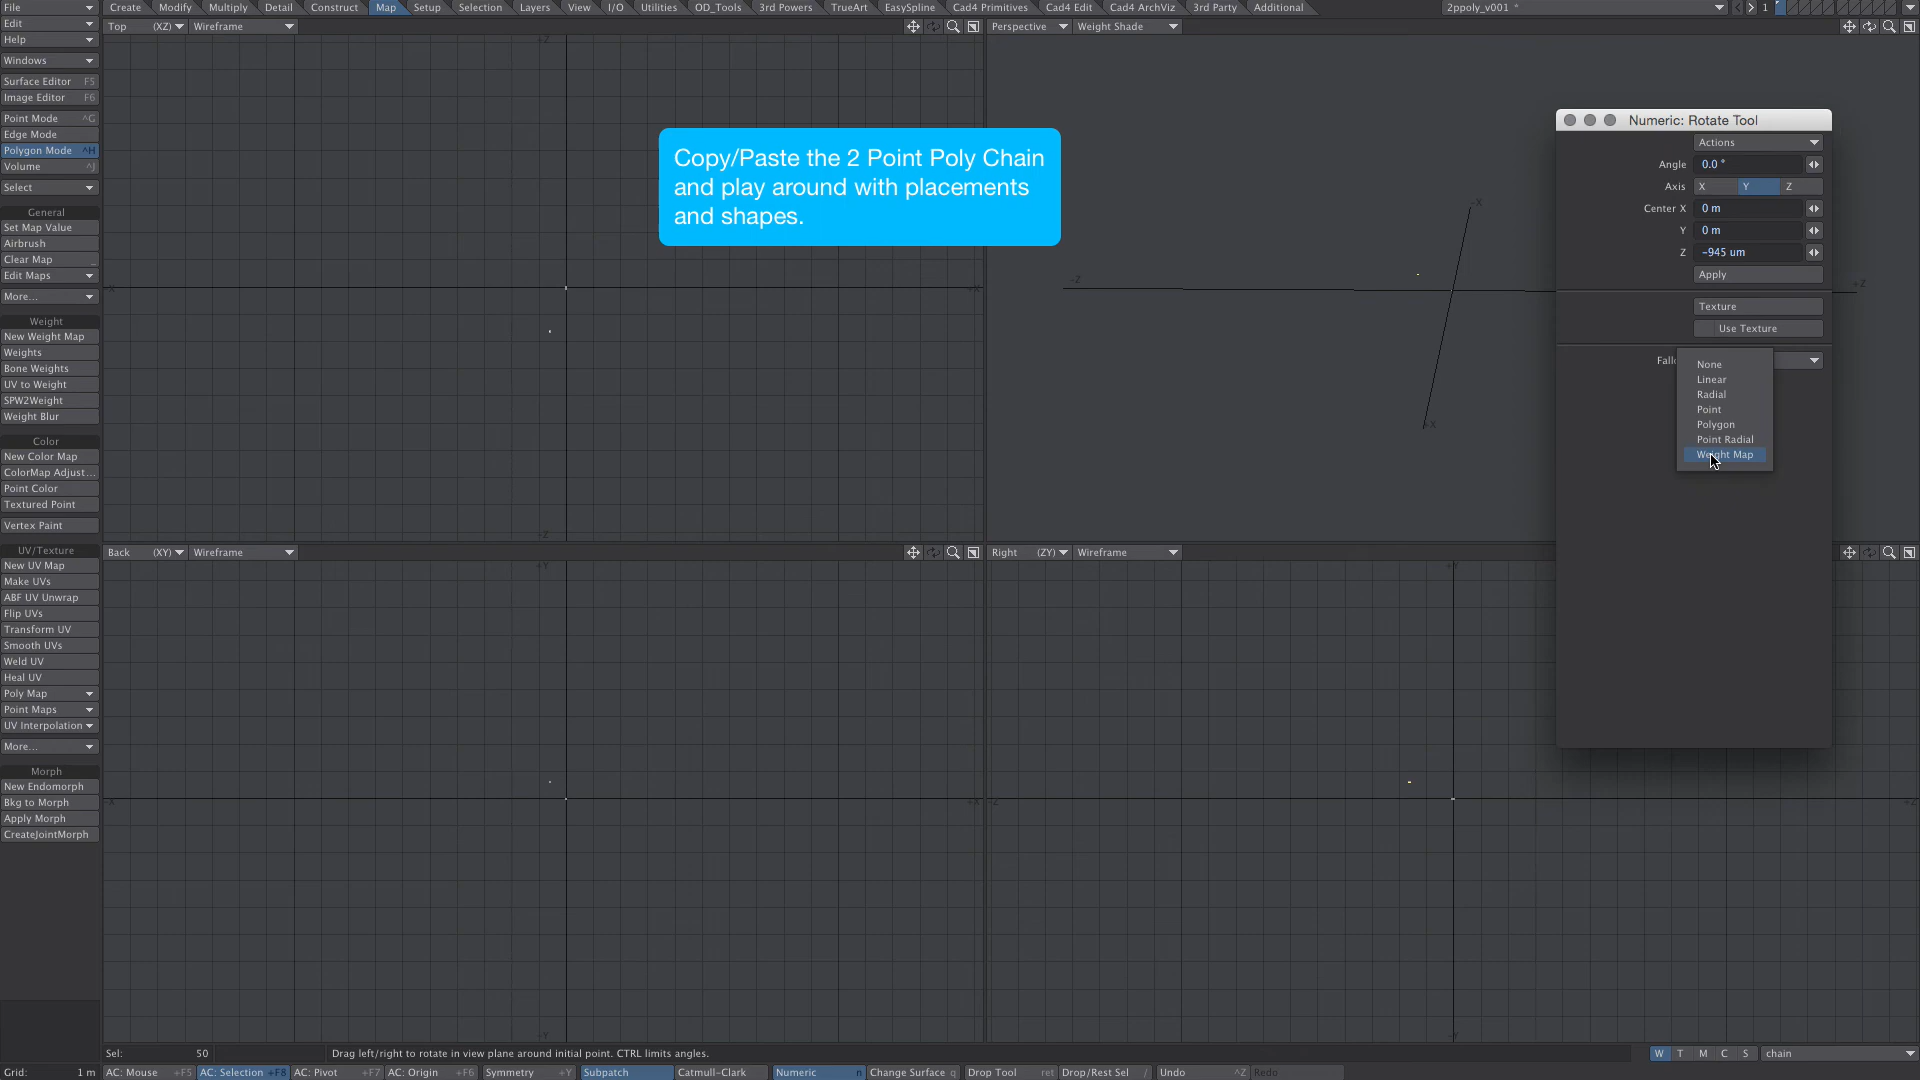 File
Create
Modify
Multiply
Detail
Construct
Map
Setup
Selection
Layers
View
I/O
Utilities
OD_Tools
3rd Powers
TrueArt
EasySpline
Cad4 Primitives
Cad4 Edit
Cad4 ArchViz
3rd Party
Additional
2ppoly_v001 *
1
Edit
Help
Windows
Surface Editor F5
Image Editor F6
Point Mode ^G
Edge Mode
Polygon Mode ^H
Volume ^J
Select
General
Set Map Value
Airbrush
Clear Map _
Edit Maps
More...
Weight
New Weight Map
Weights
Bone Weights
UV to Weight
SPW2Weight
Weight Blur
Color
New Color Map
ColorMap Adjust...
Point Color
Textured Point
Vertex Paint
UV/Texture
New UV Map
Make UVs
ABF UV Unwrap
Flip UVs
Transform UV
Smooth UVs
Weld UV
Heal UV
Poly Map
Point Maps
UV Interpolation
More...
Morph
New Endomorph
Bkg to Morph
Apply Morph
CreateJointMorph
Top (XZ) Wireframe
Perspective Weight Shade
Copy/Paste the 2 Point Poly Chain
and play around with placements
and shapes.
-X
-Z
+Z
+X
Numeric: Rotate Tool
Actions
Angle 0.0 °
Axis X Y Z
Center X 0 m
Y 0 m
Z -945 um
Apply
Texture
Use Texture
Fallo
None
Linear
Radial
Point
Polygon
Point Radial
Weight Map
Back (XY) Wireframe
Right (ZY) Wireframe
Sel: 50
Drag left/right to rotate in view plane around initial point. CTRL limits angles.
W T M C S chain
Grid: 1 m
AC: Mouse +F5
AC: Selection +F8
AC: Pivot +F7
AC: Origin +F6
Symmetry +Y
Subpatch
Catmull-Clark
Numeric n
Change Surface q
Drop Tool ret
Drop/Rest Sel /
Undo ^Z
Redo